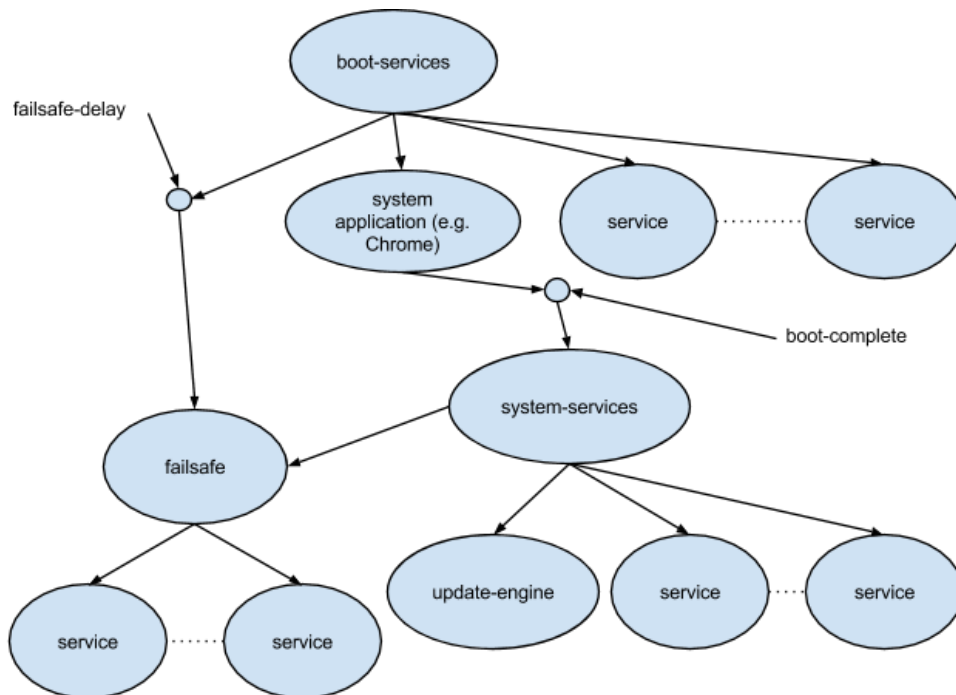 boot-services
failsafe-delay
system
application (e.g.
Chrome)
service
service
boot-complete
system-services
failsafe
update-engine
service
service
service
service